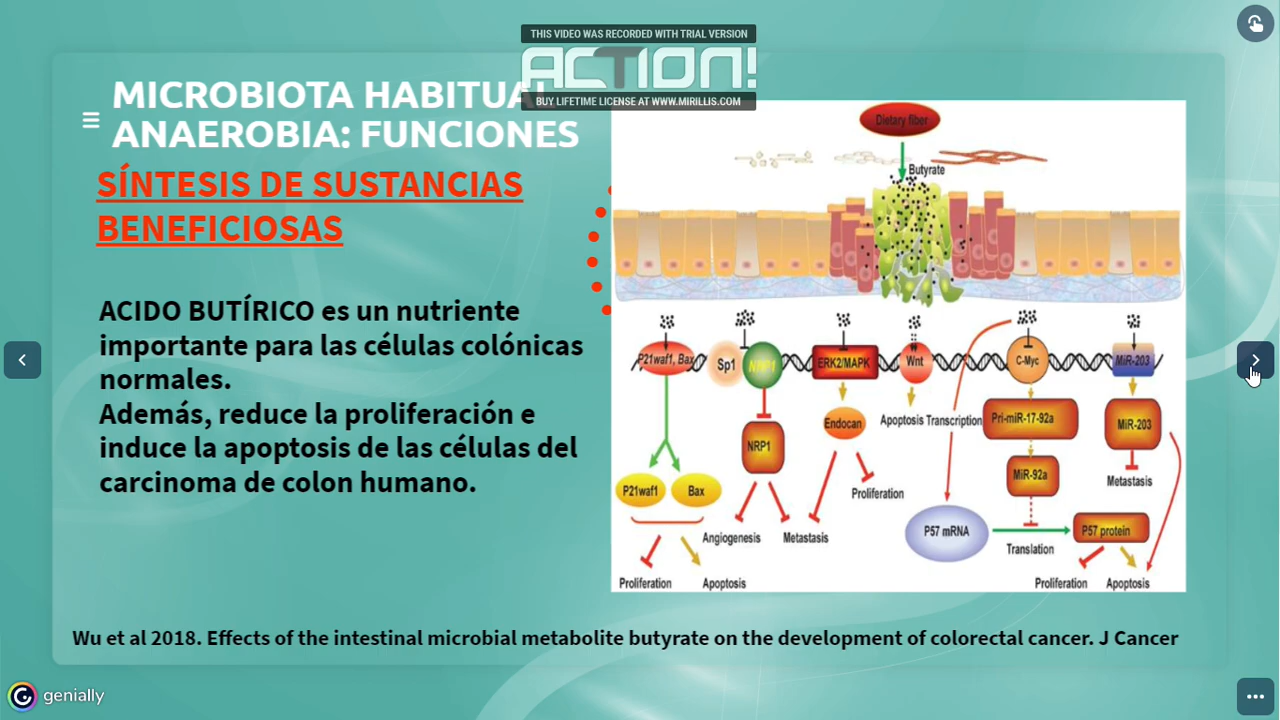 THIS VIDEO WAS RECORDED WITH TRIAL VERSION
ACTION!
BUY LIFETIME LICENSE AT WWW.MIRILLIS.COM
MICROBIOTA HABITUAL
ANAEROBIA: FUNCIONES
SÍNTESIS DE SUSTANCIAS
BENEFICIOSAS
ACIDO BUTÍRICO es un nutriente
importante para las células colónicas
normales.
Además, reduce la proliferación e
induce la apoptosis de las células del
carcinoma de colon humano.
Dietary fiber
Butyrate
P21waf1, Bax
Sp1
NRP1
ERK2/MAPK
Wnt
C-Myc
MiR-203
Endocan
Apoptosis
Transcription
Pri-miR-17-92a
MiR-203
NRP1
MiR-92a
Metastasis
P21waf1
Bax
Proliferation
Angiogenesis
Metastasis
P57 mRNA
Translation
P57 protein
Proliferation
Apoptosis
Proliferation
Apoptosis
Wu et al 2018. Effects of the intestinal microbial metabolite butyrate on the development of colorectal cancer. J Cancer
genially